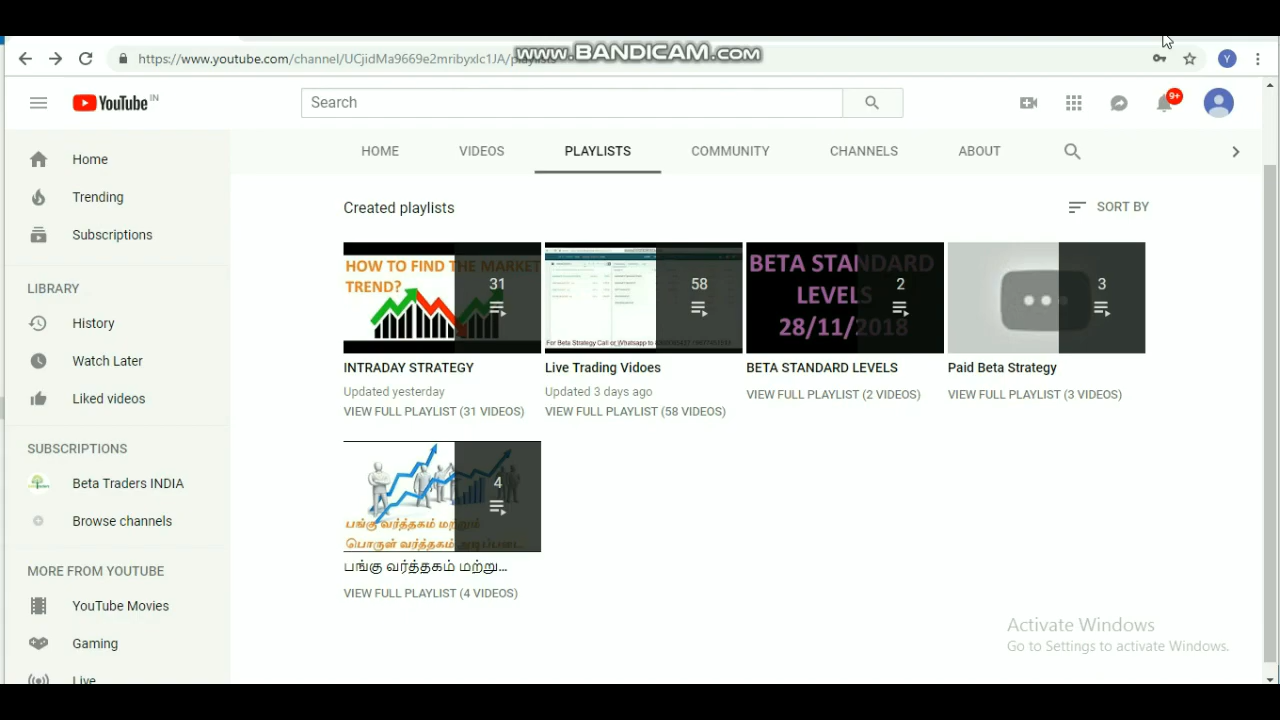 www.BANDICAM.com
https://www.youtube.com/channel/UCjidMa9669e2mribyxlc1JA/playlists
Y
YouTube IN
Search
9+
Home
Trending
Subscriptions
LIBRARY
History
Watch Later
Liked videos
SUBSCRIPTIONS
Beta Traders INDIA
Browse channels
MORE FROM YOUTUBE
YouTube Movies
Gaming
Live
HOME VIDEOS PLAYLISTS COMMUNITY CHANNELS ABOUT
Created playlists
SORT BY
HOW TO FIND THE MARKET
TREND?
31
INTRADAY STRATEGY
Updated yesterday
VIEW FULL PLAYLIST (31 VIDEOS)
58
Live Trading Vidoes
Updated 3 days ago
VIEW FULL PLAYLIST (58 VIDEOS)
BETA STANDARD
LEVELS
28/11/2018
2
BETA STANDARD LEVELS
VIEW FULL PLAYLIST (2 VIDEOS)
3
Paid Beta Strategy
VIEW FULL PLAYLIST (3 VIDEOS)
பங்கு வர்த்தகம் மற்றும்
பொருள் வர்த்தகம் அடிப்படை...
4
பங்கு வர்த்தகம் மற்று...
VIEW FULL PLAYLIST (4 VIDEOS)
Activate Windows
Go to Settings to activate Windows.